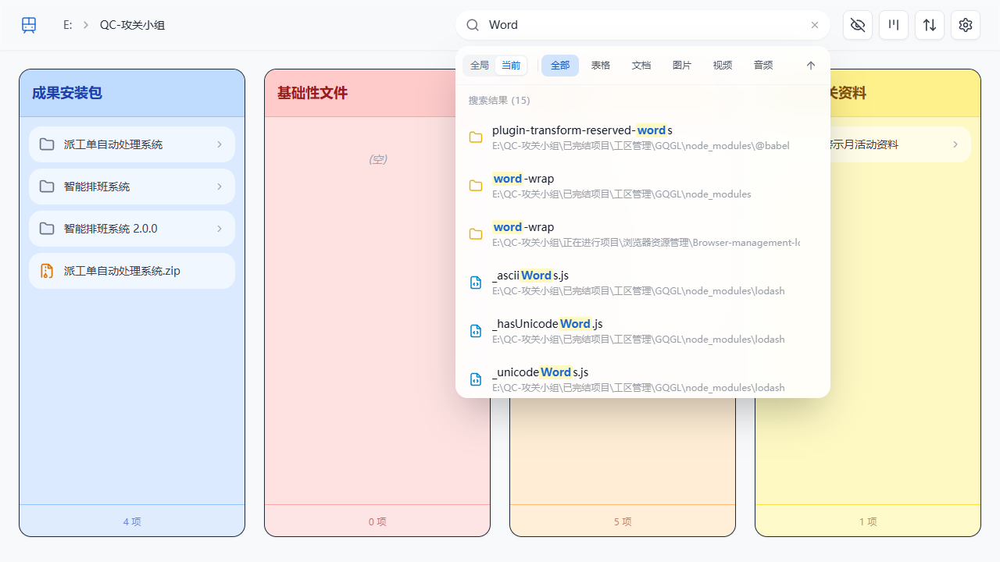 E: QC-攻关小组
Word
全局 当前 全部 表格 文档 图片 视频 音频
搜索结果 (15)
plugin-transform-reserved-words
E:\QC-攻关小组\已完结项目\工区管理\GQGL\node_modules\@babel
word-wrap
E:\QC-攻关小组\已完结项目\工区管理\GQGL\node_modules
word-wrap
E:\QC-攻关小组\正在进行项目\浏览器资源管理\Browser-management-lo
_asciiWords.js
E:\QC-攻关小组\已完结项目\工区管理\GQGL\node_modules\lodash
_hasUnicodeWord.js
E:\QC-攻关小组\已完结项目\工区管理\GQGL\node_modules\lodash
_unicodeWords.js
E:\QC-攻关小组\已完结项目\工区管理\GQGL\node_modules\lodash
成果安装包
派工单自动处理系统
智能排班系统
智能排班系统 2.0.0
派工单自动处理系统.zip
4 项
基础性文件
(空)
0 项
5 项
关资料
示月活动资料
1 项